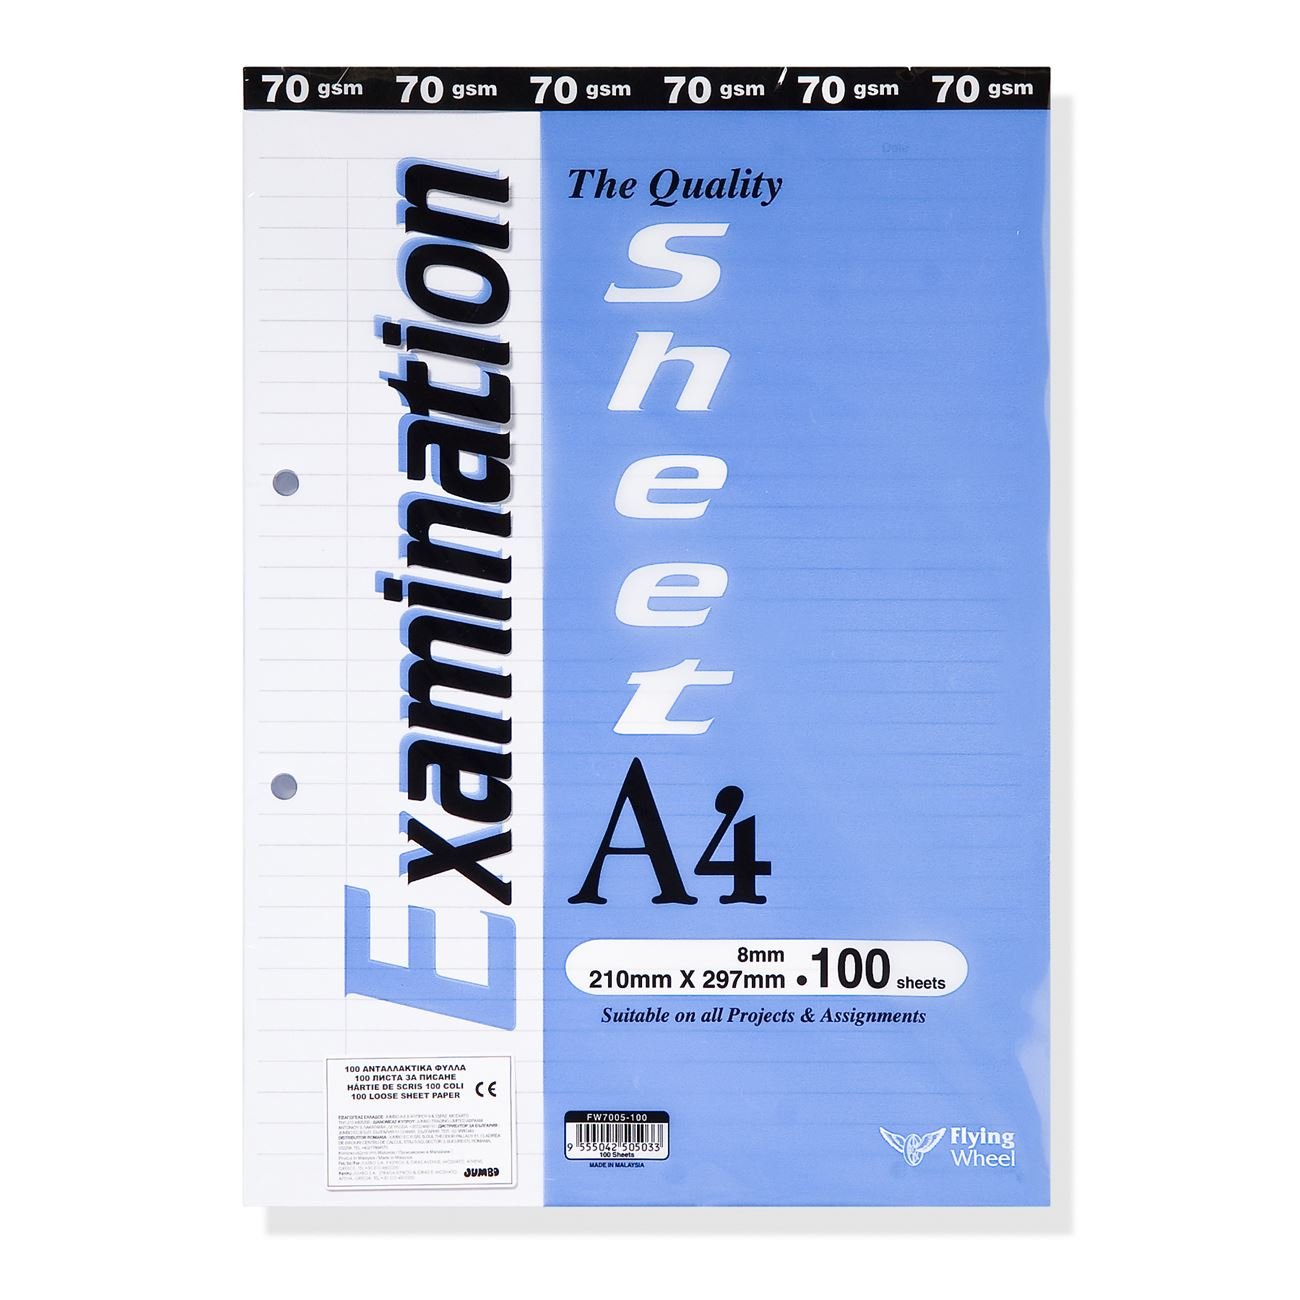 70 gsm 70 gsm 70 gsm 70 gsm 70 gsm 70 gsm
Date
Examination
The Quality
Sheet
A4
8mm
210mm X 297mm • 100 sheets
Suitable on all Projects & Assignments
100 ΑΝΤΑΛΛΑΚΤΙΚΑ ΦΥΛΛΑ
100 ЛИСТА ЗА ПИСАНЕ
HÂRTIE DE SCRIS 100 COLI
100 LOOSE SHEET PAPER
CE
JUMBO
FW7005-100
9 555042 505033
100 Sheets
MADE IN MALAYSIA
Flying
Wheel